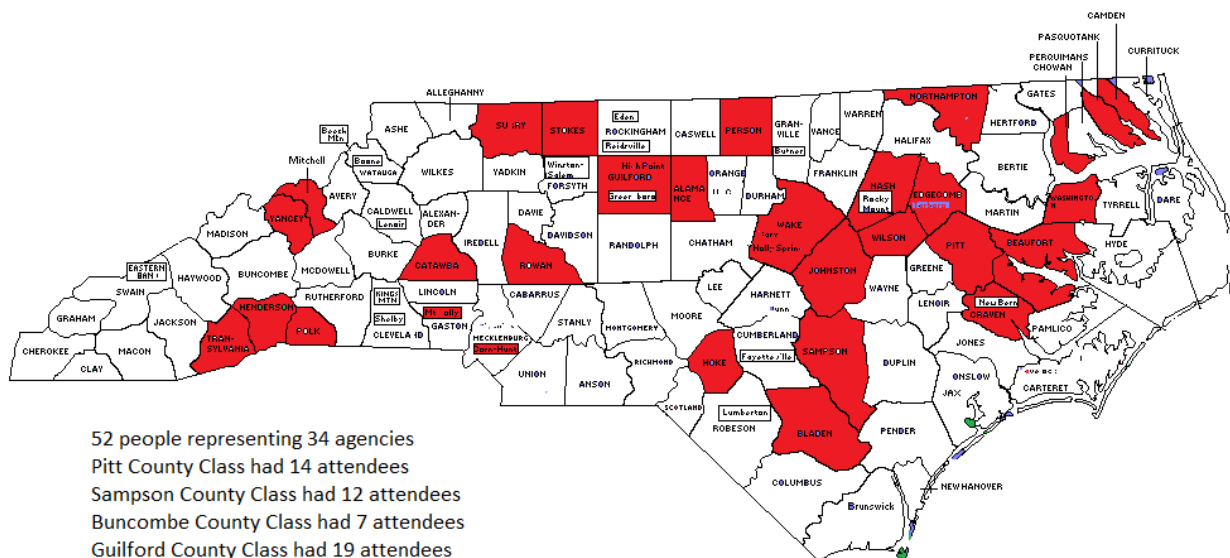 CAMDEN
PASQUOTANK
PERQUIMANS
CURRITUCK
CHOWAN
ALLEGHANNY
NORTHAMPTON
GATES
ASHE
STOKES
Eden
ROCKINGHAM
Reidsville
CASWELL
PERSON
GRAN-
VILLE
Butner
VANCE
WARREN
HERTFORD
HALIFAX
Beech
Mtn
Mitchell
Boone
WATAUGA
WILKES
YADKIN
Winston-
Salem
FORSYTH
High Point
GUILFORD
ALAMA
NCE
ORANGE
DURHAM
FRANKLIN
NASH
Rocky
Mount
BERTIE
AVERY
YANCEY
CALDWELL
Lenoir
ALEXAN-
DER
DAVIE
DAVIDSON
IREDELL
RANDOLPH
CHATHAM
WAKE
WILSON
MARTIN
TYRRELL
DARE
MADISON
BURKE
CATAWBA
ROWAN
JOHNSTON
PITT
BEAUFORT
HYDE
BUNCOMBE
MCDOWELL
HAYWOOD
SWAIN
LINCOLN
CABARRUS
LEE
HARNETT
WAYNE
GREENE
LENOIR
New Bern
CRAVEN
PAMLICO
RUTHERFORD
KINGS
MTN
Shelby
GASTON
HENDERSON
POLK
TRAN-
SYLVANIA
GRAHAM
JACKSON
CHEROKEE
MACON
CLAY
STANLY
MONTGOMERY
MOORE
MECKLENBURG
CUMBERLAND
Fayetteville
SAMPSON
DUPLIN
JONES
ONSLOW
JAX
CARTERET
UNION
ANSON
RICHMOND
HOKE
SCOTLAND
Lumberton
ROBESON
BLADEN
PENDER
COLUMBUS
NEW HANOVER
Brunswick
52 people representing 34 agencies
Pitt County Class had 14 attendees
Sampson County Class had 12 attendees
Buncombe County Class had 7 attendees
Guilford County Class had 19 attendees